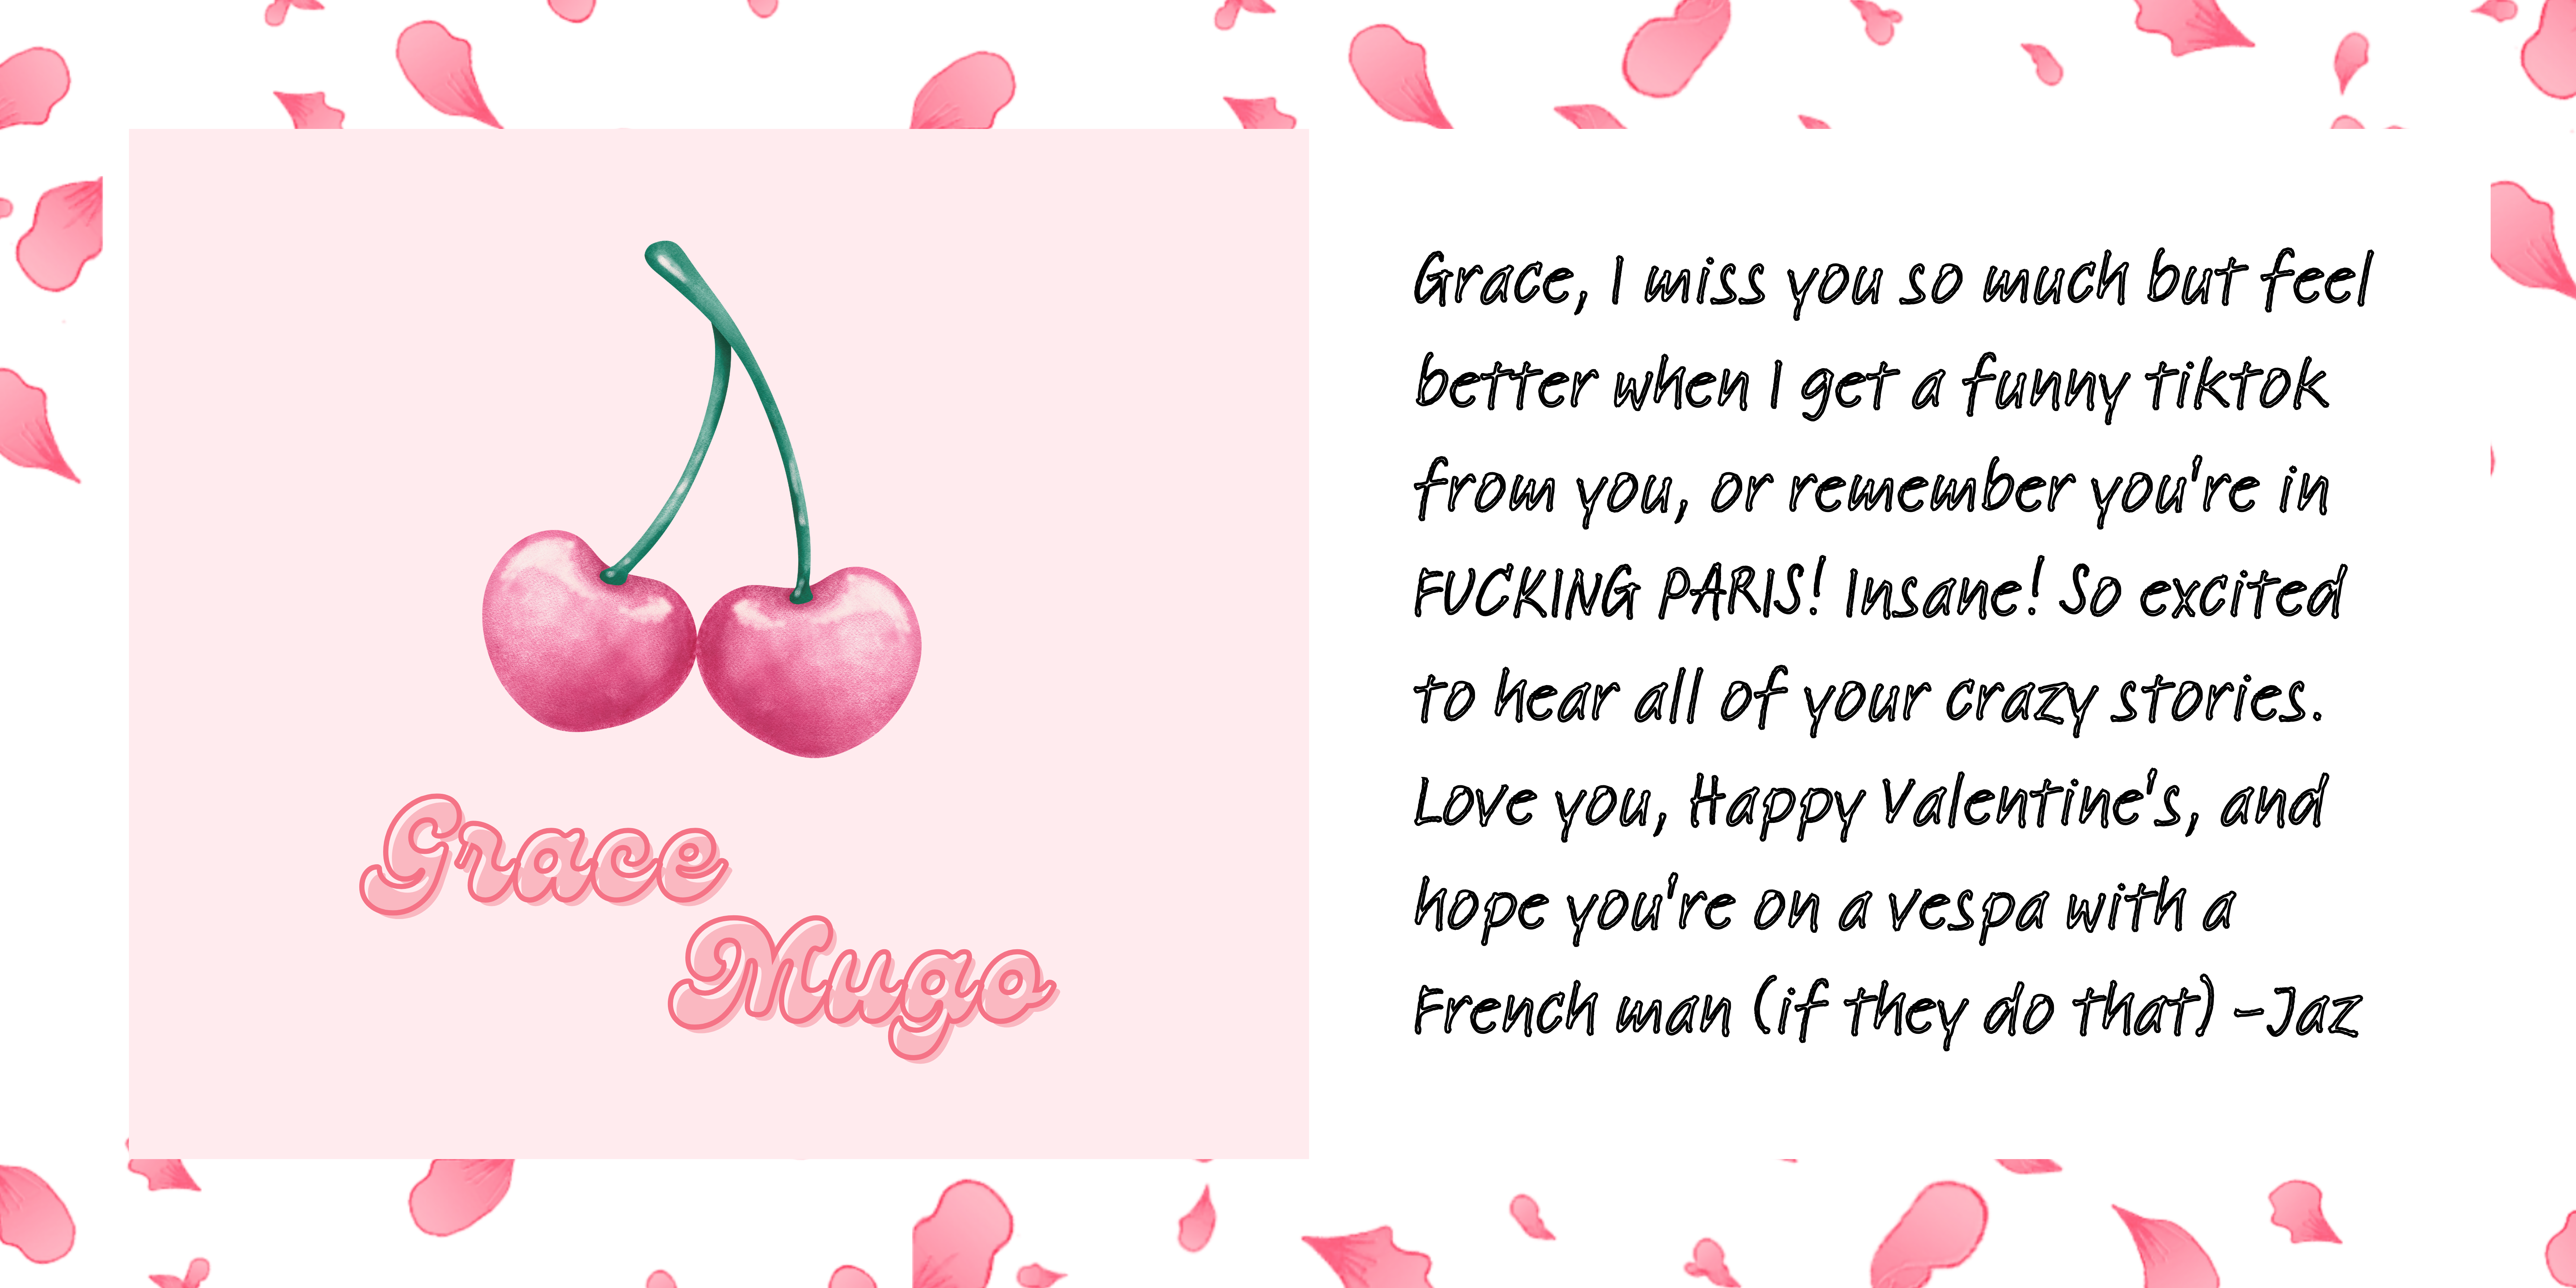 Grace
Mugo
Grace, I miss you so much but feel
better when I get a funny tiktok
from you, or remember you're in
FUCKING PARIS! Insane! So excited
to hear all of your crazy stories.
Love you, Happy Valentine's, and
hope you're on a vespa with a
French man (if they do that) -Jaz